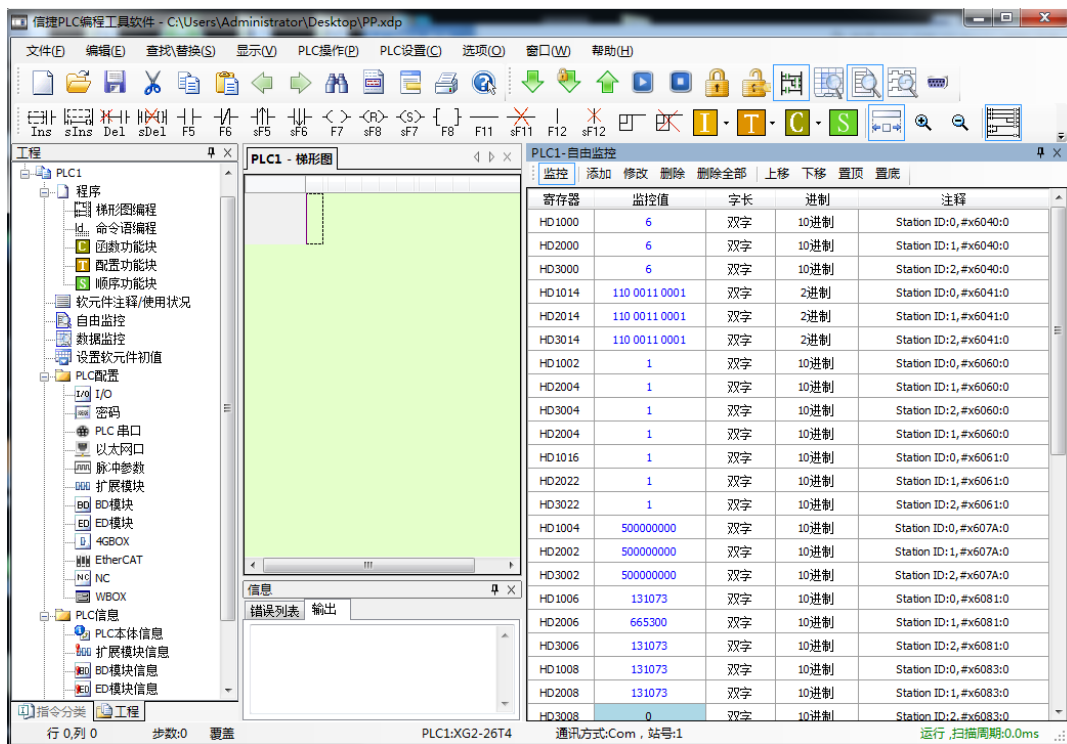 信捷PLC编程工具软件 - C:\Users\Administrator\Desktop\PP.xdp
文件(F) 编辑(E) 查找\替换(S) 显示(V) PLC操作(P) PLC设置(C) 选项(O) 窗口(W) 帮助(H)
Ins sIns Del sDel F5 F6 sF5 sF6 F7 sF8 sF7 F8 F11 sF11 F12 sF12 I T C S
工程
PLC1
程序
梯形图编程
命令语编程
C 函数功能块
T 配置功能块
S 顺序功能块
软元件注释/使用状况
自由监控
数据监控
设置软元件初值
PLC配置
I/O I/O
密码
PLC 串口
以太网口
脉冲参数
扩展模块
BD BD模块
ED ED模块
4GBOX
EtherCAT
NC NC
WBOX
PLC信息
PLC本体信息
扩展模块信息
BD BD模块信息
ED ED模块信息
指令分类 工程
PLC1 - 梯形图
信息
错误列表 输出
PLC1-自由监控
监控 添加 修改 删除 删除全部 上移 下移 置顶 置底
寄存器 监控值 字长 进制 注释
HD1000 6 双字 10进制 Station ID:0,#x6040:0
HD2000 6 双字 10进制 Station ID:1,#x6040:0
HD3000 6 双字 10进制 Station ID:2,#x6040:0
HD1014 110 0011 0001 双字 2进制 Station ID:0,#x6041:0
HD2014 110 0011 0001 双字 2进制 Station ID:1,#x6041:0
HD3014 110 0011 0001 双字 2进制 Station ID:2,#x6041:0
HD1002 1 双字 10进制 Station ID:0,#x6060:0
HD2004 1 双字 10进制 Station ID:1,#x6060:0
HD3004 1 双字 10进制 Station ID:2,#x6060:0
HD2004 1 双字 10进制 Station ID:1,#x6060:0
HD1016 1 双字 10进制 Station ID:0,#x6061:0
HD2022 1 双字 10进制 Station ID:1,#x6061:0
HD3022 1 双字 10进制 Station ID:2,#x6061:0
HD1004 500000000 双字 10进制 Station ID:0,#x607A:0
HD2002 500000000 双字 10进制 Station ID:1,#x607A:0
HD3002 500000000 双字 10进制 Station ID:2,#x607A:0
HD1006 131073 双字 10进制 Station ID:0,#x6081:0
HD2006 665300 双字 10进制 Station ID:1,#x6081:0
HD3006 131073 双字 10进制 Station ID:2,#x6081:0
HD1008 131073 双字 10进制 Station ID:0,#x6083:0
HD2008 131073 双字 10进制 Station ID:1,#x6083:0
HD3008 0 双字 10进制 Station ID:2,#x6083:0
行 0,列 0 步数:0 覆盖 PLC1:XG2-26T4 通讯方式:Com，站号:1 运行 ,扫描周期:0.0ms